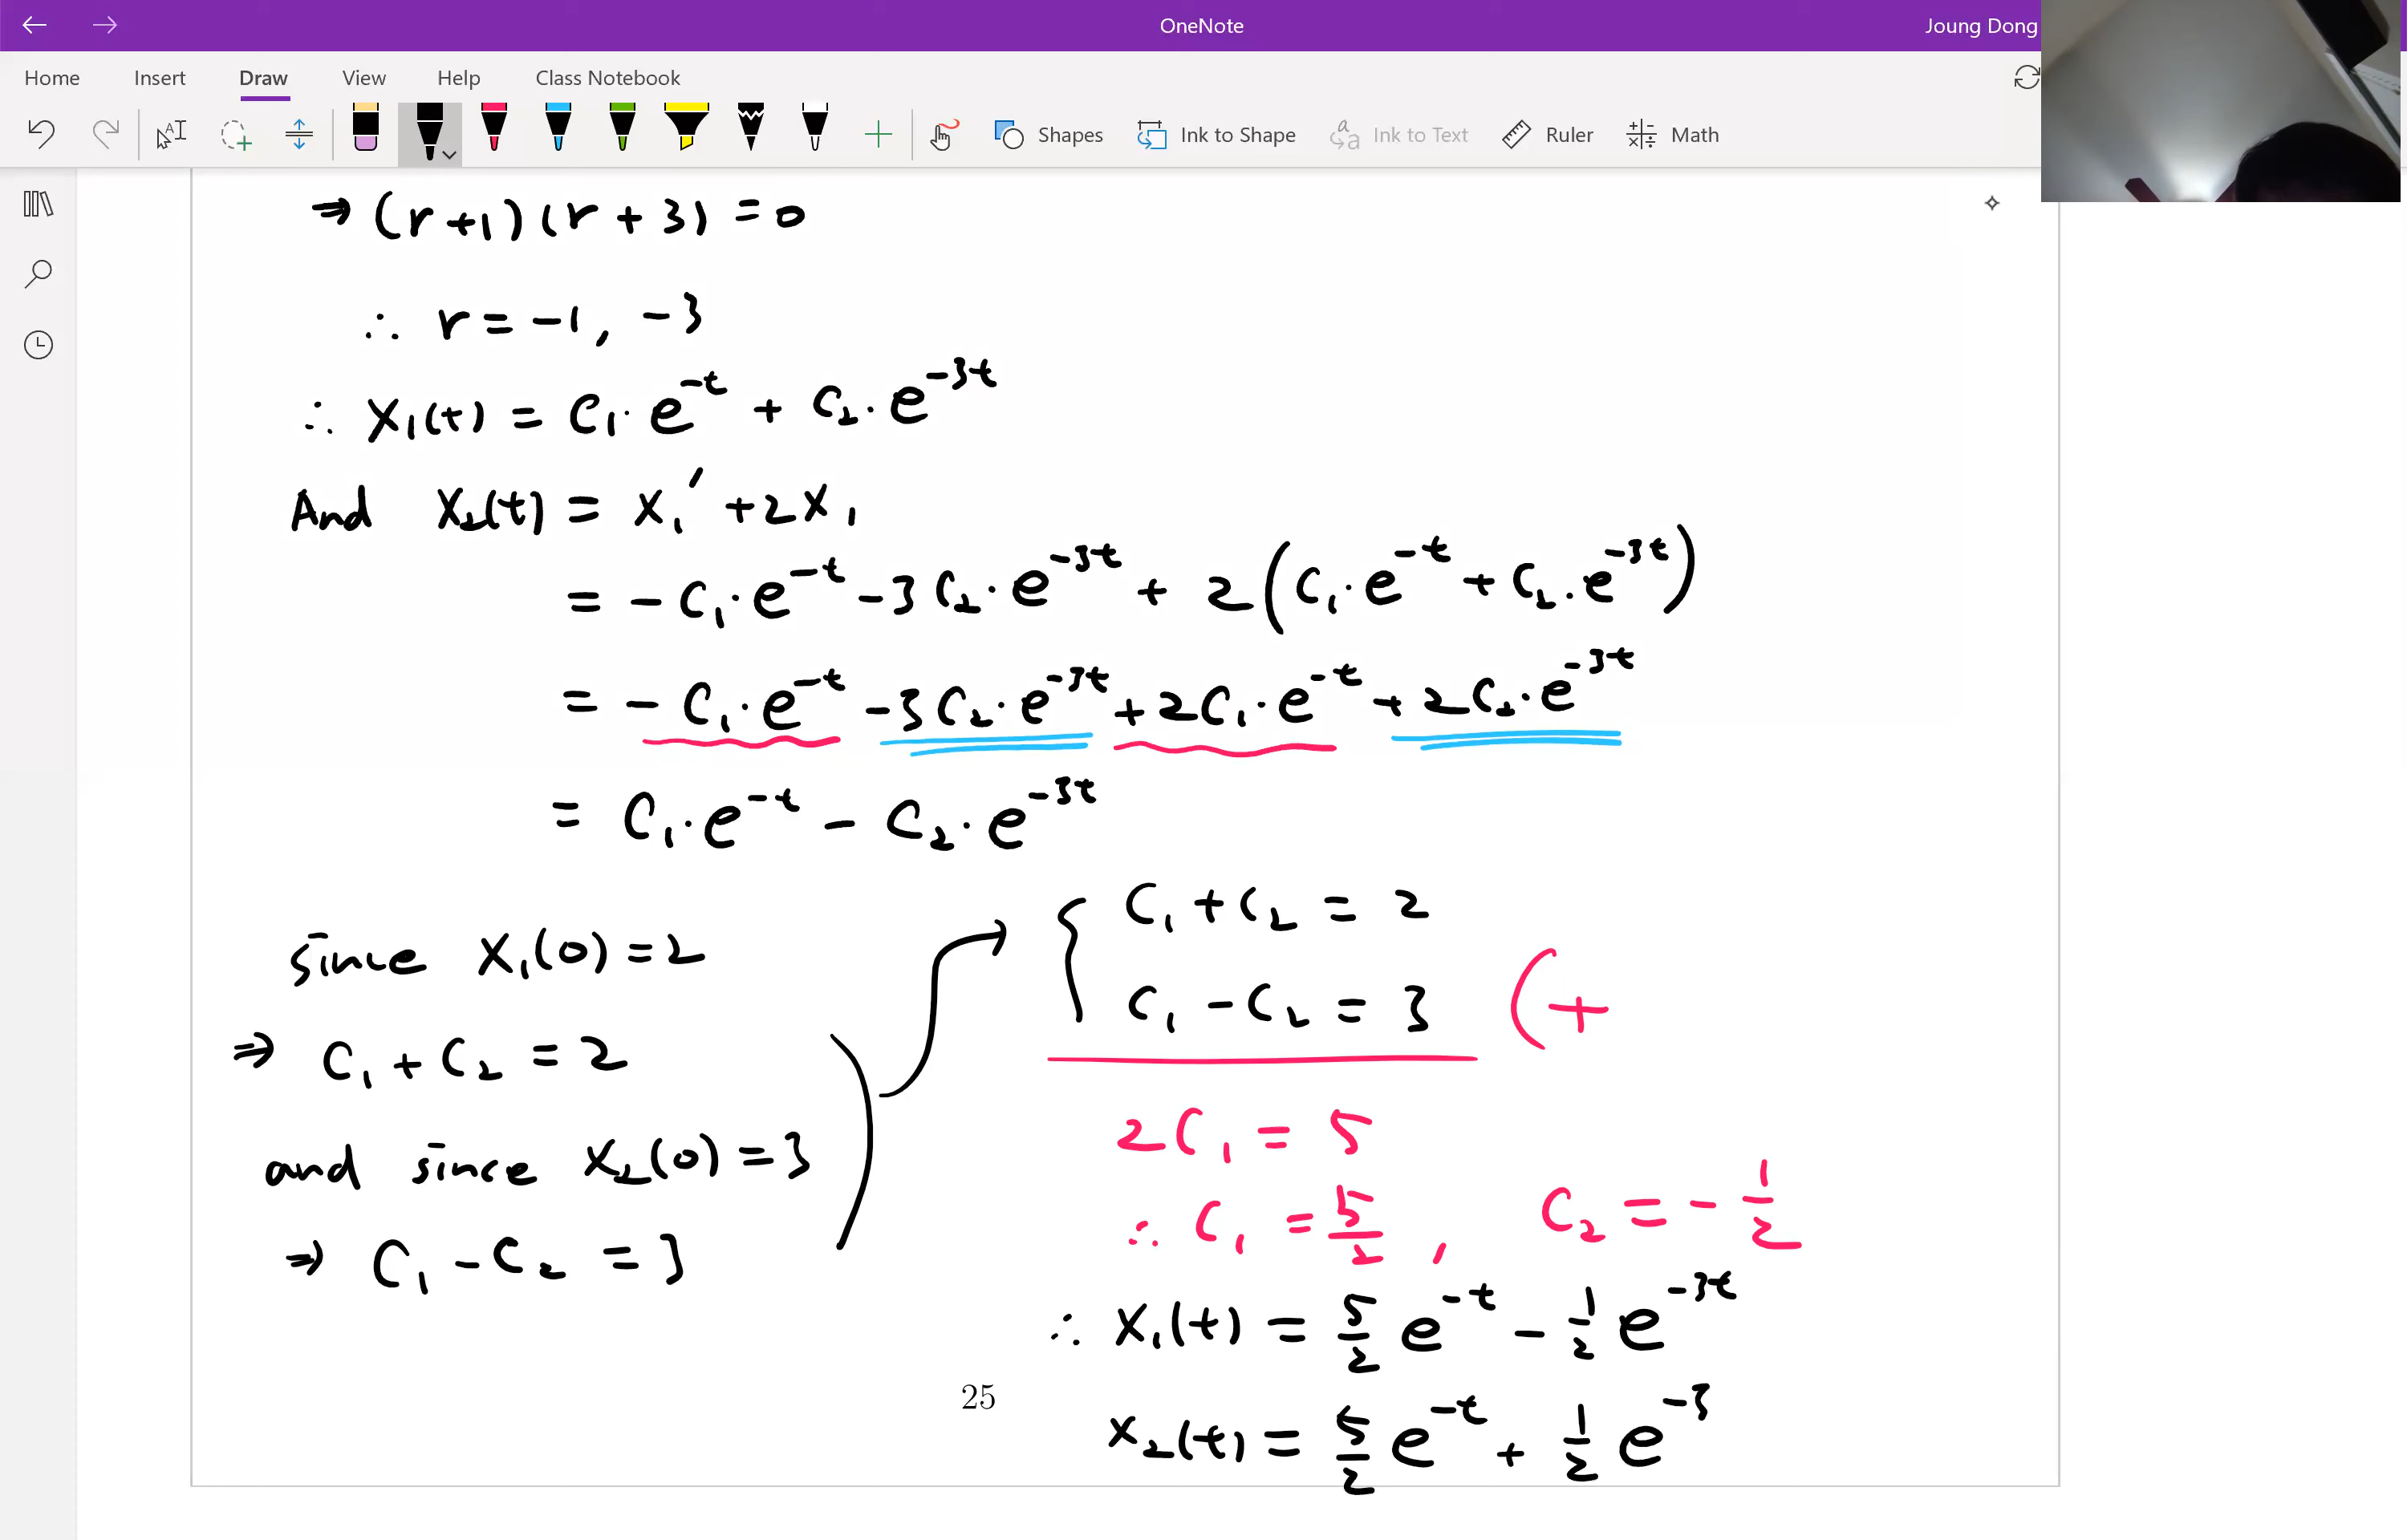 OneNote
Joung Dong
Home Insert Draw View Help Class Notebook
Shapes Ink to Shape Ink to Text Ruler Math
⇒ (r+1)(r+3) = 0
∴ r = -1, -3
∴ x₁(t) = c₁·e^{-t} + c₂·e^{-3t}
And x₂(t) = x₁' + 2x₁
= -c₁·e^{-t} - 3c₂·e^{-3t} + 2(c₁·e^{-t} + c₂·e^{-3t})
= -c₁·e^{-t} - 3c₂·e^{-3t} + 2c₁·e^{-t} + 2c₂·e^{-3t}
= c₁·e^{-t} - c₂·e^{-3t}
since x₁(0) = 2
⇒ c₁ + c₂ = 2
and since x₂(0) = 3
⇒ c₁ - c₂ = 3
c₁ + c₂ = 2
c₁ - c₂ = 3 (+
2c₁ = 5
∴ c₁ = 5/2, c₂ = -1/2
∴ x₁(t) = 5/2 e^{-t} - 1/2 e^{-3t}
x₂(t) = 5/2 e^{-t} + 1/2 e^{-3}
25